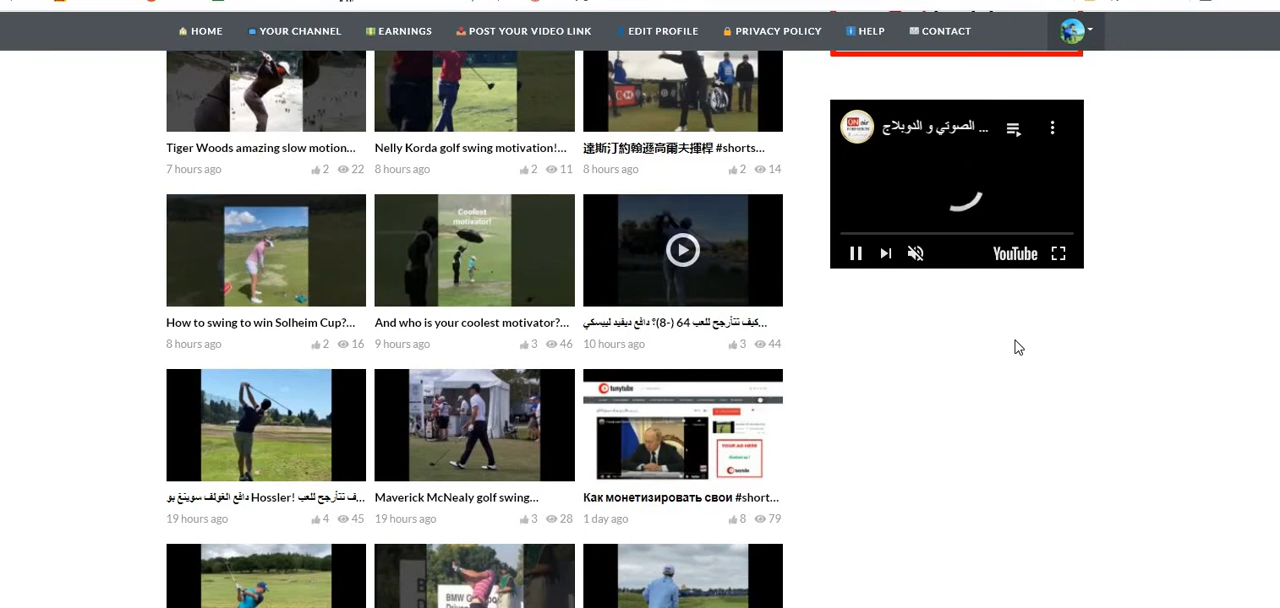 HOME YOUR CHANNEL EARNINGS POST YOUR VIDEO LINK EDIT PROFILE PRIVACY POLICY HELP CONTACT
Tiger Woods amazing slow motion...
7 hours ago 2 22
Nelly Korda golf swing motivation!...
8 hours ago 2 11
達斯汀約翰遜高爾夫揮桿 #shorts...
8 hours ago 2 14
الصوتي و الدوبلاج ...
YouTube
Coolest
motivator!
How to swing to win Solheim Cup?...
8 hours ago 2 16
And who is your coolest motivator?...
9 hours ago 3 46
كيف تتأرجح للعب 64 (-8)؟ دافع ديفيد ليبسكي...
10 hours ago 3 44
tunytube
YOUR AD HERE
tunytube
ف تتأرجح للعب Hossler! دافع الغولف سوينغ بو...
19 hours ago 4 45
Maverick McNealy golf swing...
19 hours ago 3 28
Как монетизировать свои #short...
1 day ago 8 79
BMW